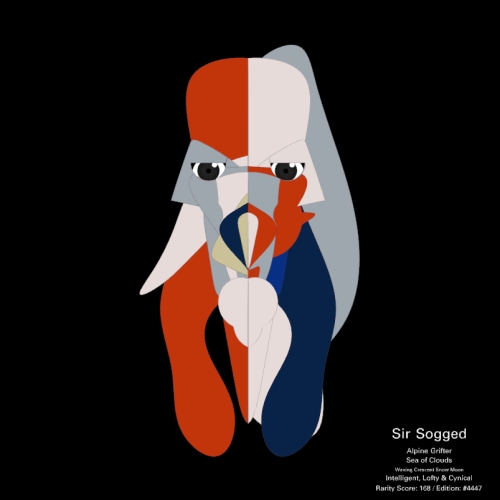 Sir Sogged
Alpine Grifter
Sea of Clouds
Waxing Crescent Snow Moon
Intelligent, Lofty & Cynical
Rarity Score: 168 / Edition: #4447